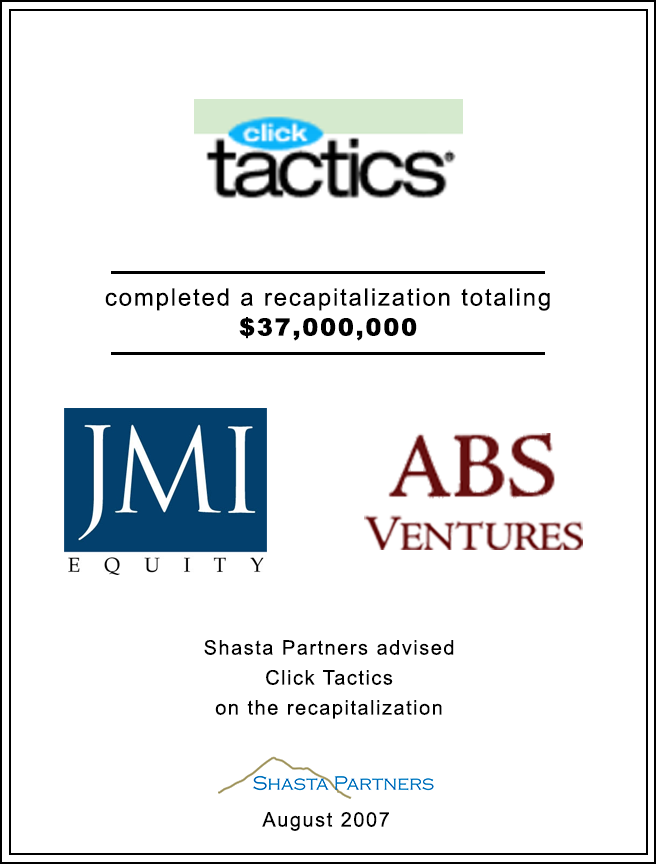 click
tactics®
completed a recapitalization totaling
$37,000,000
JMI
EQUITY
ABS
VENTURES
Shasta Partners advised
Click Tactics
on the recapitalization
SHASTA PARTNERS
August 2007